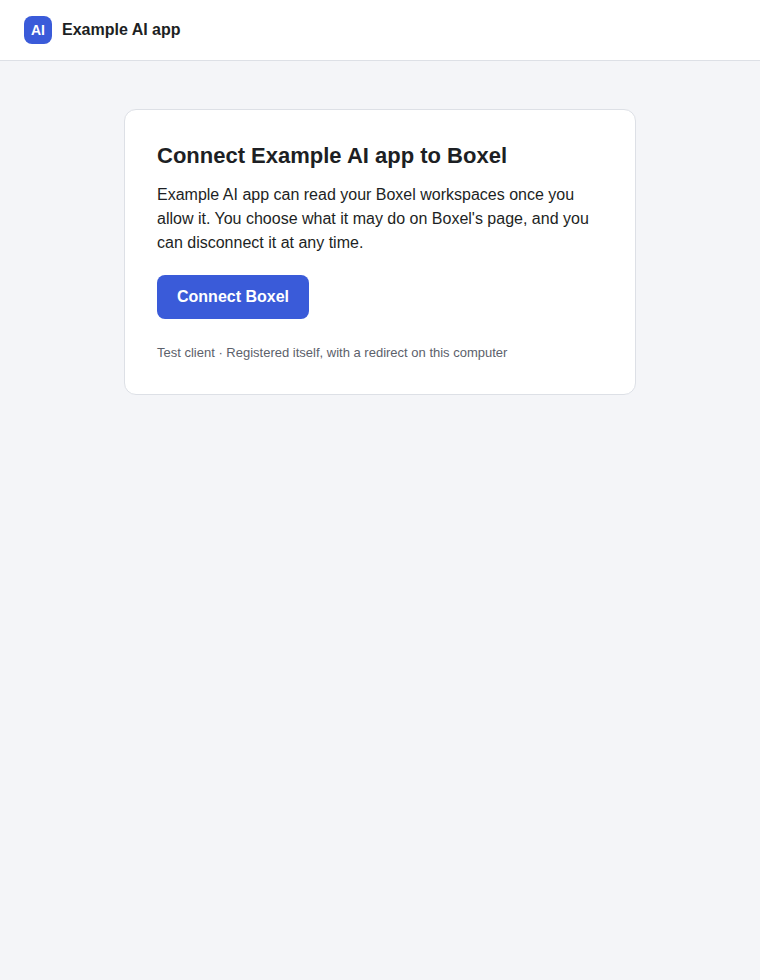 AI Example AI app
Connect Example AI app to Boxel
Example AI app can read your Boxel workspaces once you
allow it. You choose what it may do on Boxel's page, and you
can disconnect it at any time.
Connect Boxel
Test client · Registered itself, with a redirect on this computer